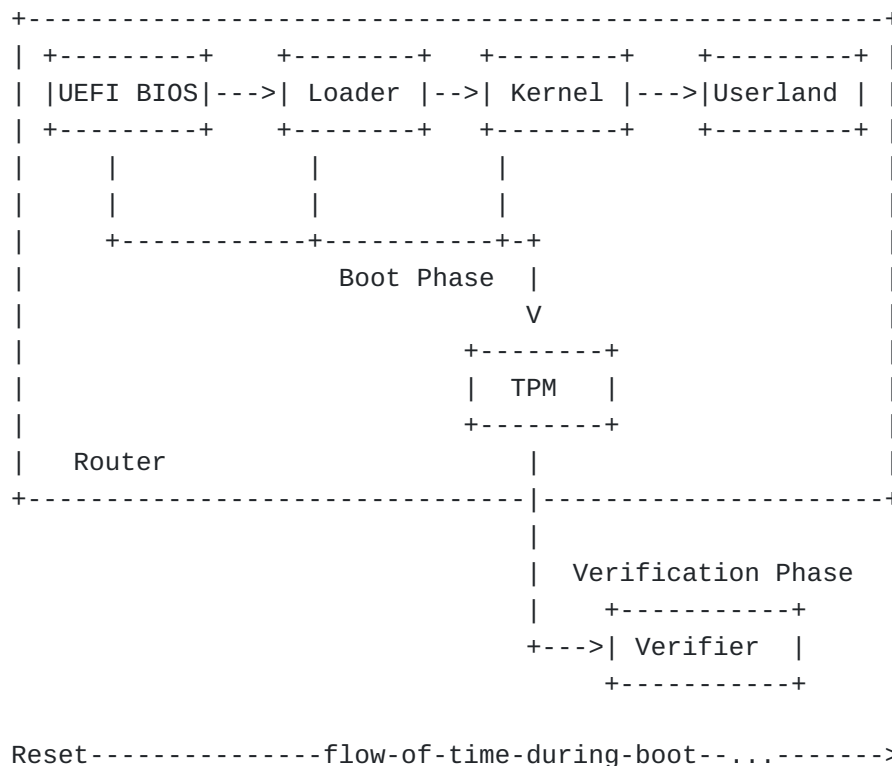 +-------------------------------------------------------+
| +---------+    +--------+   +--------+     +---------+ |
| |UEFI BIOS|--->| Loader |-->| Kernel |--->|Userland | |
| +---------+    +--------+   +--------+     +---------+ |
|     |            |           |                        |
|     |            |           |                        |
|     +------------+-----------+-+                      |
|                   Boot Phase  |                       |
|                               V                       |
|                            +--------+                 |
|                            |  TPM   |                 |
|                            +--------+                 |
|   Router                       |                      |
+--------------------------------|----------------------+
|
|  Verification Phase
|    +-----------+
+--->| Verifier  |
+-----------+
Reset---------------flow-of-time-during-boot--...------->